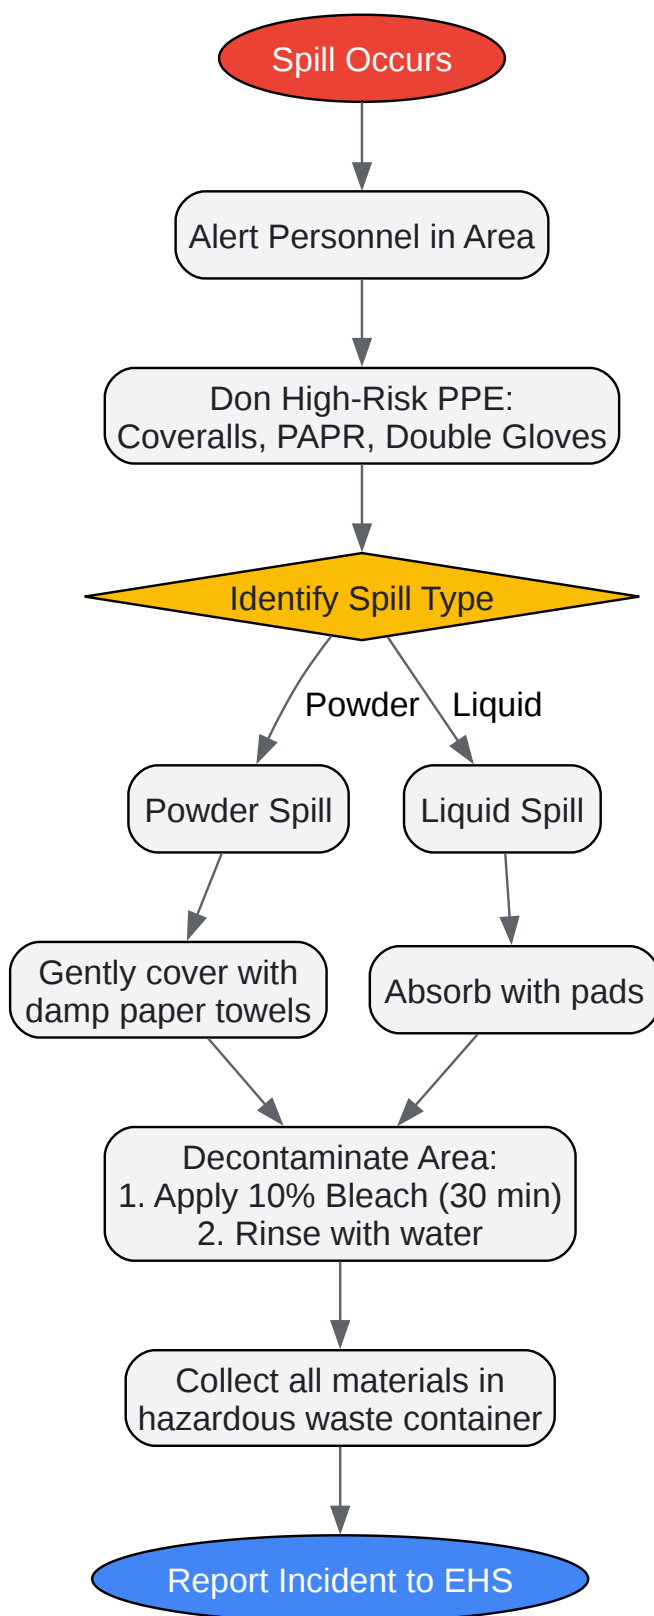 Spill Occurs
Alert Personnel in Area
Don High-Risk PPE:
Coveralls, PAPR, Double Gloves
Identify Spill Type
Powder
Liquid
Powder Spill
Liquid Spill
Gently cover with
damp paper towels
Absorb with pads
Decontaminate Area:
1. Apply 10% Bleach (30 min)
2. Rinse with water
Collect all materials in
hazardous waste container
Report Incident to EHS